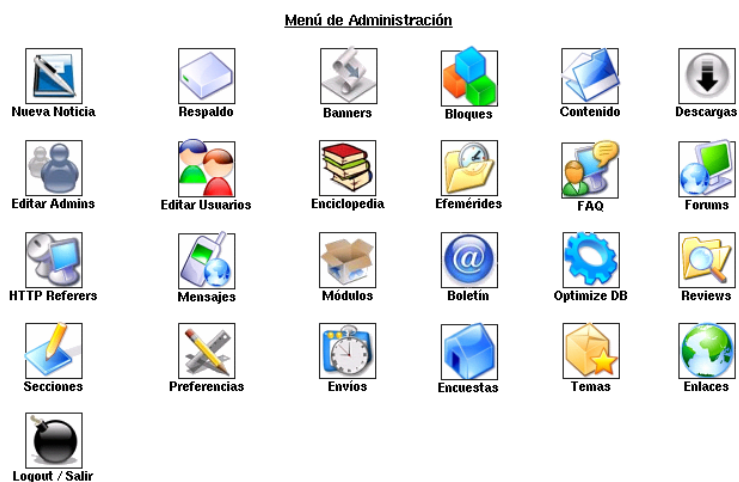 Menú de Administración
Nueva Noticia Respaldo Banners Bloques Contenido Descargas
Editar Admins Editar Usuarios Enciclopedia Efemérides FAQ Forums
HTTP Referers Mensajes Módulos Boletín Optimize DB Reviews
Secciones Preferencias Envíos Encuestas Temas Enlaces
Logout / Salir